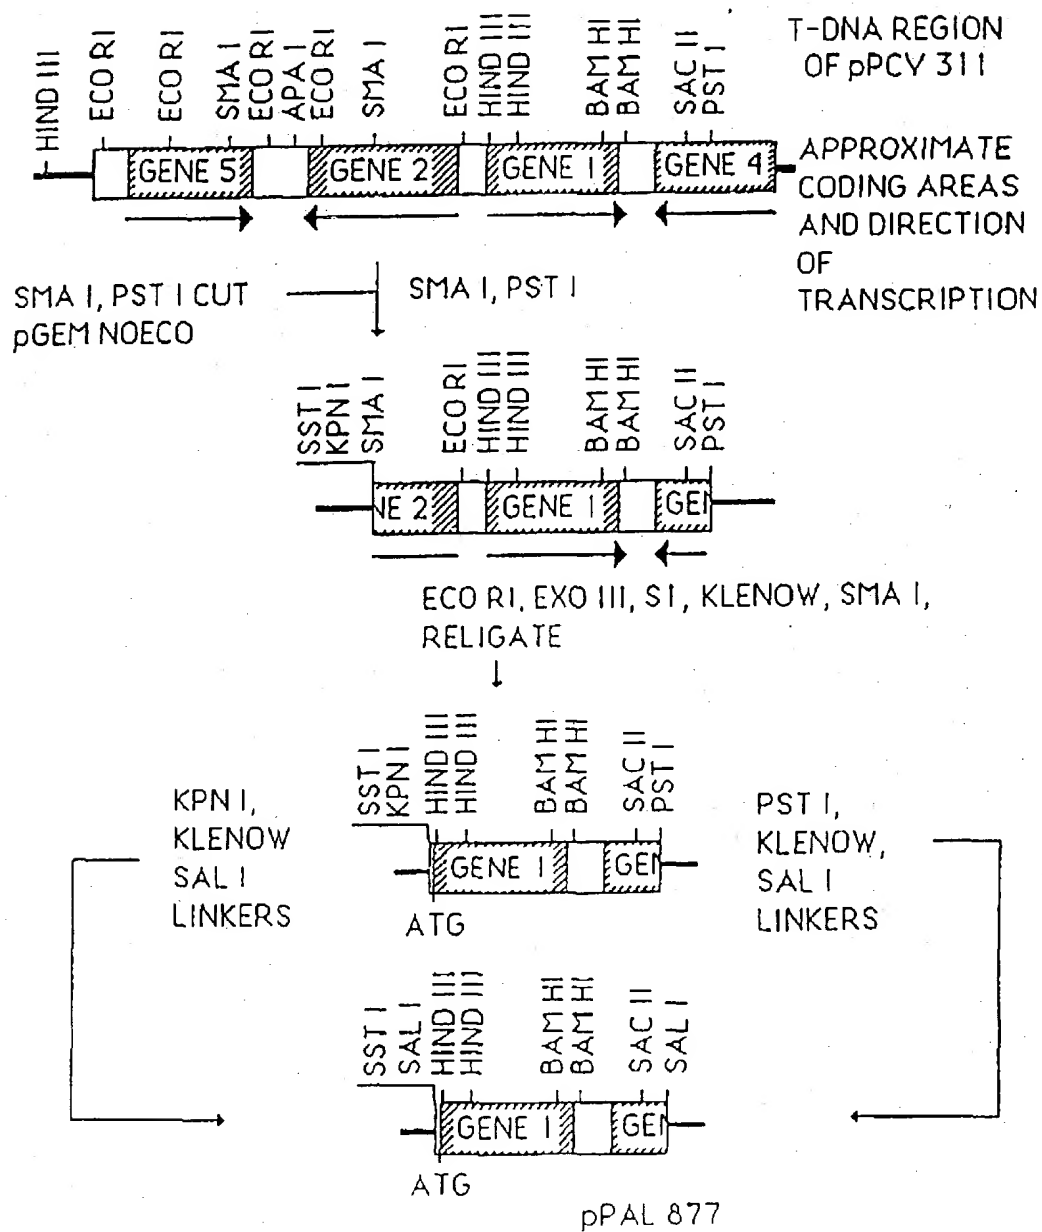 HIND III
ECO RI
ECO RI
SMA I
ECO RI
APA I
ECO RI
SMA I
ECO RI
HIND III
HIND III
BAM HI
BAM HI
SAC II
PST I
T-DNA REGION
OF pPCY 311
GENE 5
GENE 2
GENE 1
GENE 4
APPROXIMATE
CODING AREAS
AND DIRECTION
OF
TRANSCRIPTION
SMA I, PST I CUT
pGEM NOECO
SMA I, PST I
SST I
KPN I
SMA I
ECO RI
HIND III
HIND III
BAM HI
BAM HI
SAC II
PST I
NE 2
GENE 1
GEN
ECO RI, EXO III, S1, KLENOW, SMA I,
RELIGATE
SST I
KPN I
HIND III
HIND III
BAM HI
BAM HI
SAC II
PST I
GENE 1
GEN
ATG
KPN I,
KLENOW
SAL I
LINKERS
PST I,
KLENOW,
SAL I
LINKERS
SST I
SAL I
HIND III
HIND III
BAM HI
BAM HI
SAC II
SAL I
GENE 1
GEN
ATG
pPAL 877